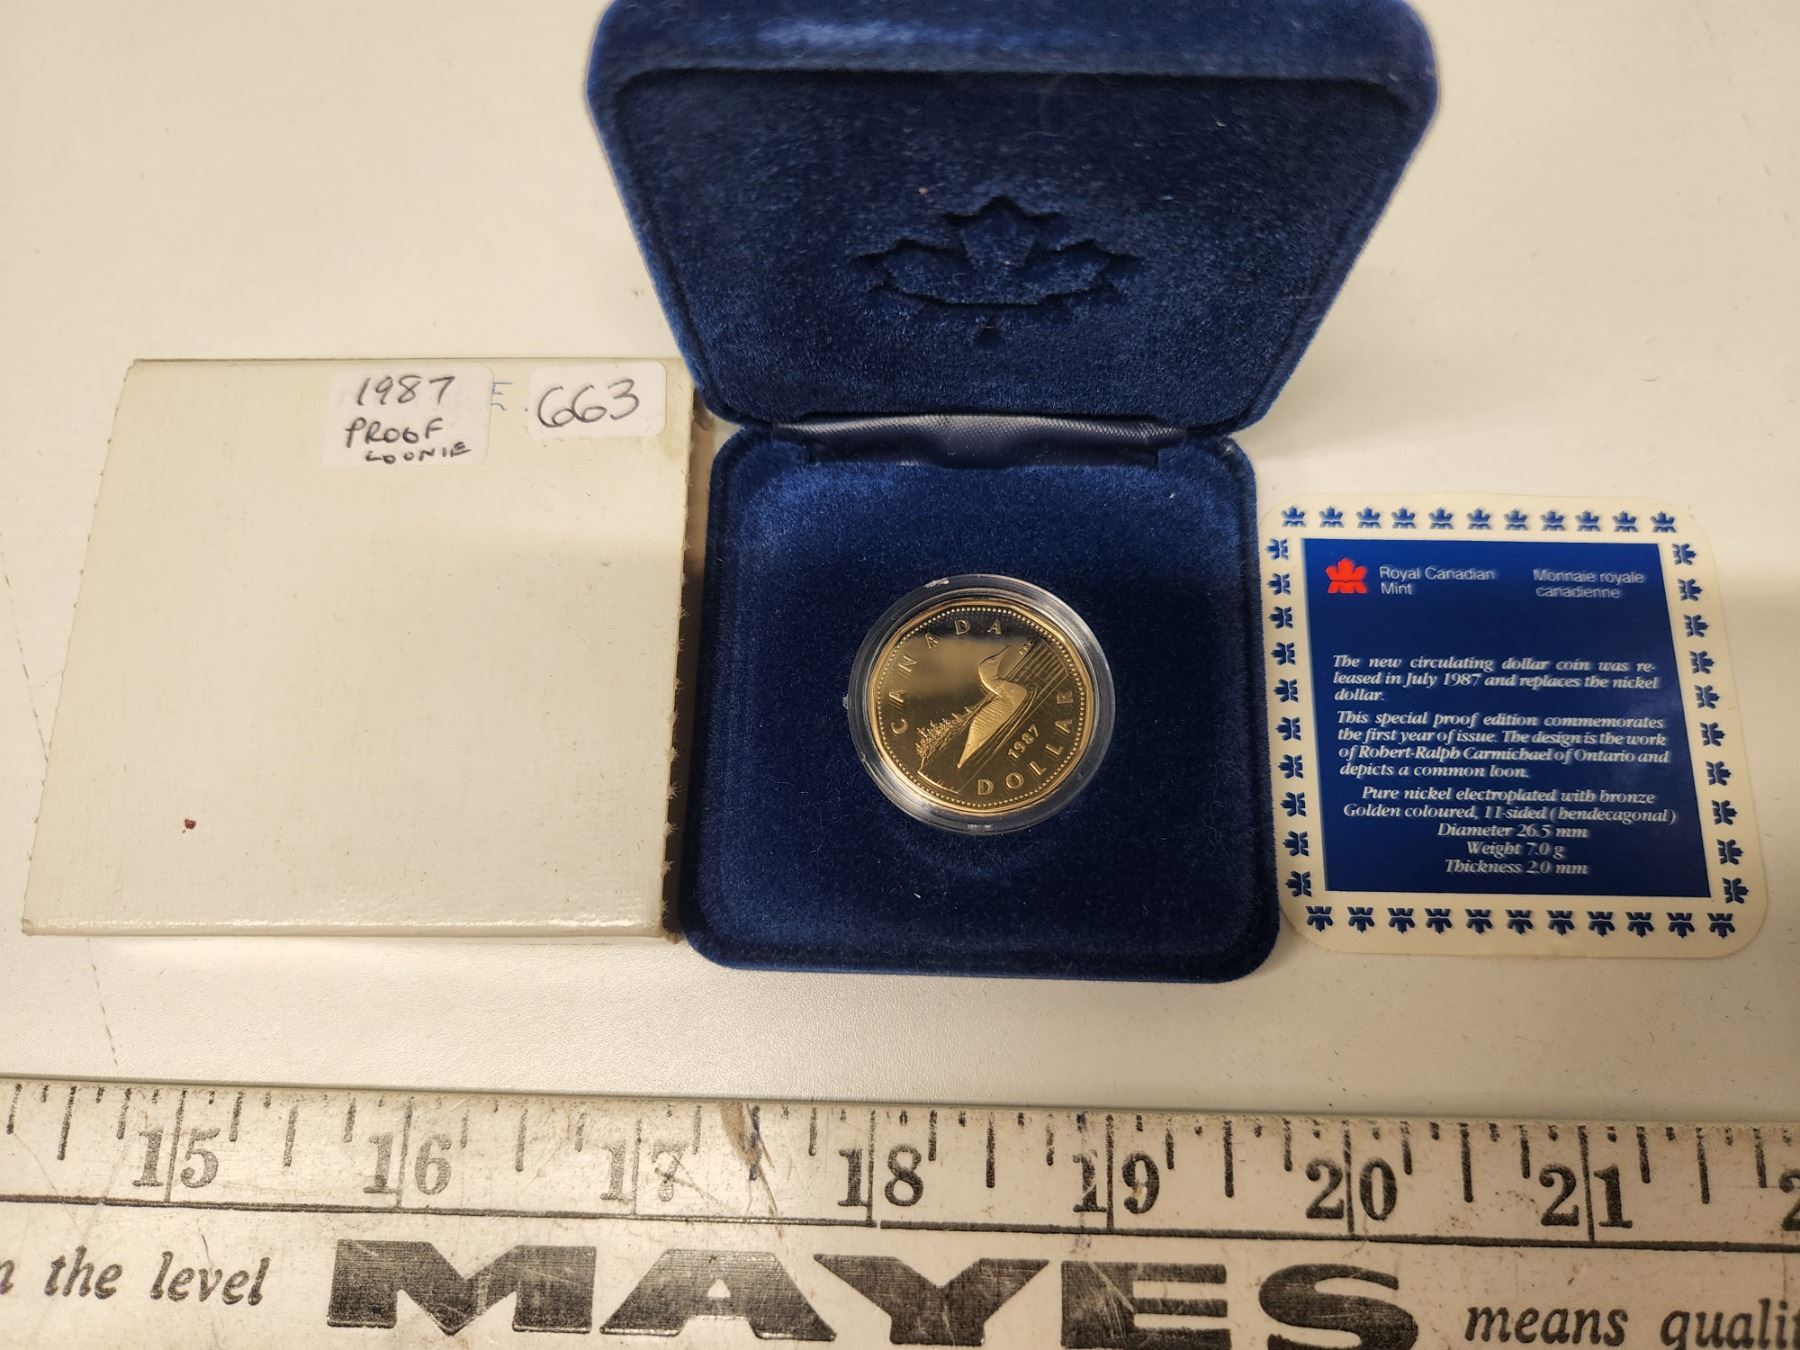 1987
PROOF
LOONIE
E.
663
CANADA
1987
DOLLAR
Royal Canadian
Mint
Monnaie royale
canadienne
The new circulating dollar coin was re-
leased in July 1987 and replaces the nickel
dollar.
This special proof edition commemorates
the first year of issue. The design is the work
of Robert-Ralph Carmichael of Ontario and
depicts a common loon.
Pure nickel electroplated with bronze
Golden coloured, 11-sided (hendecagonal)
Diameter 26.5 mm
Weight 7.0 g
Thickness 2.0 mm
15 16 17 18 19 20 21 2
n the level MAYES means qualit